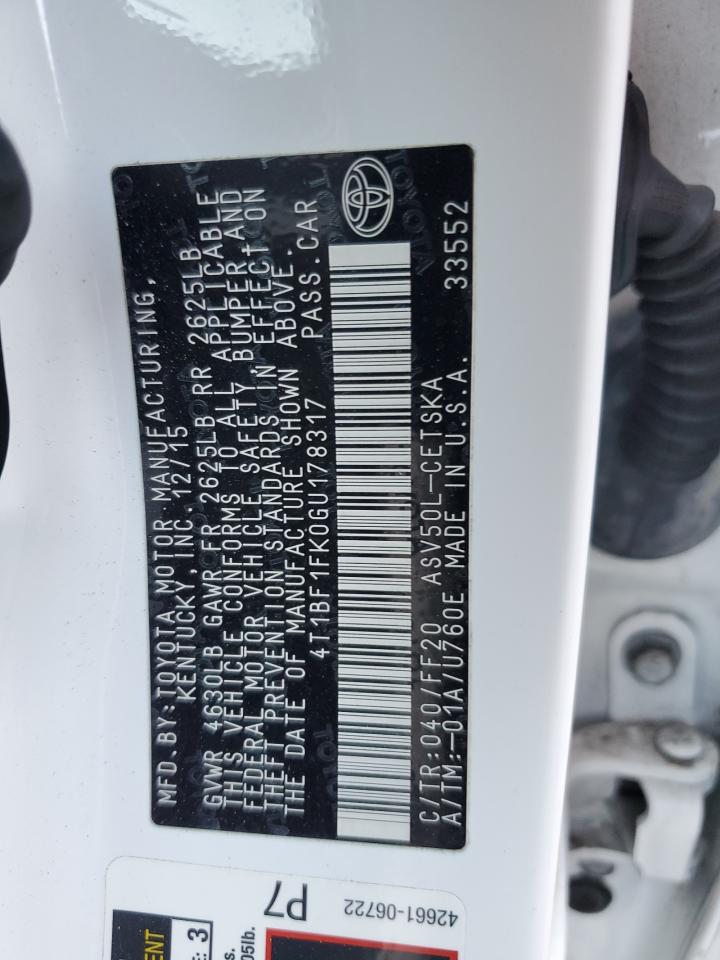 MFD.BY:TOYOTA MOTOR MANUFACTURING,
KENTUCKY,INC.12/15
GVWR 4630LB GAWR FR 2625LB RR 2625LB
THIS VEHICLE CONFORMS TO ALL APPLICABLE
FEDERAL MOTOR VEHICLE SAFETY, BUMPER, AND
THEFT PREVENTION STANDARDS IN EFFECT ON
THE DATE OF MANUFACTURE SHOWN ABOVE.
4T1BF1FK0GU178317 PASS.CAR
C/TR:040/FF20 ASV50L-CETSKA
A/TM:-01A/U760E MADE IN U.S.A. 33552
P7
42661-06722
3
05lb.